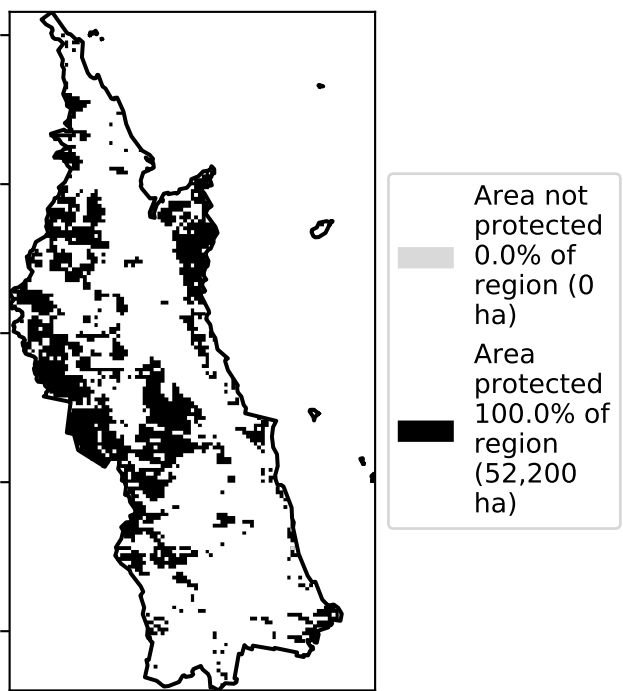 Area not
protected
0.0% of
region (0
ha)
Area
protected
100.0% of
region
(52,200
ha)